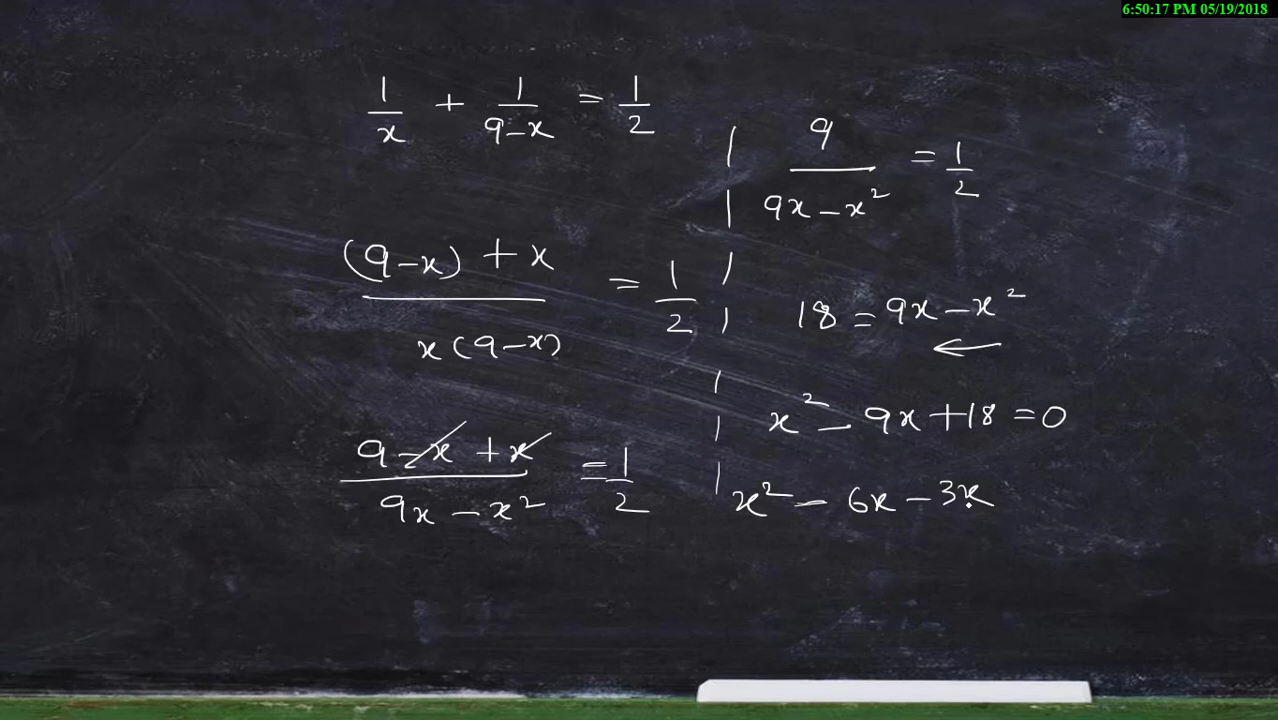 6:50:17 PM 05/19/2018
1/x + 1/(9-x) = 1/2
((9-x) + x)/(x(9-x)) = 1/2
(9-x+x)/(9x-x²) = 1/2
9/(9x-x²) = 1/2
18 = 9x-x²
x² - 9x+18 = 0
x² - 6x - 3x